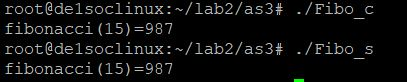 root@de1soclinux:~/lab2/as3# ./Fibo_c
fibonacci(15)=987
root@de1soclinux:~/lab2/as3# ./Fibo_s
fibonacci(15)=987